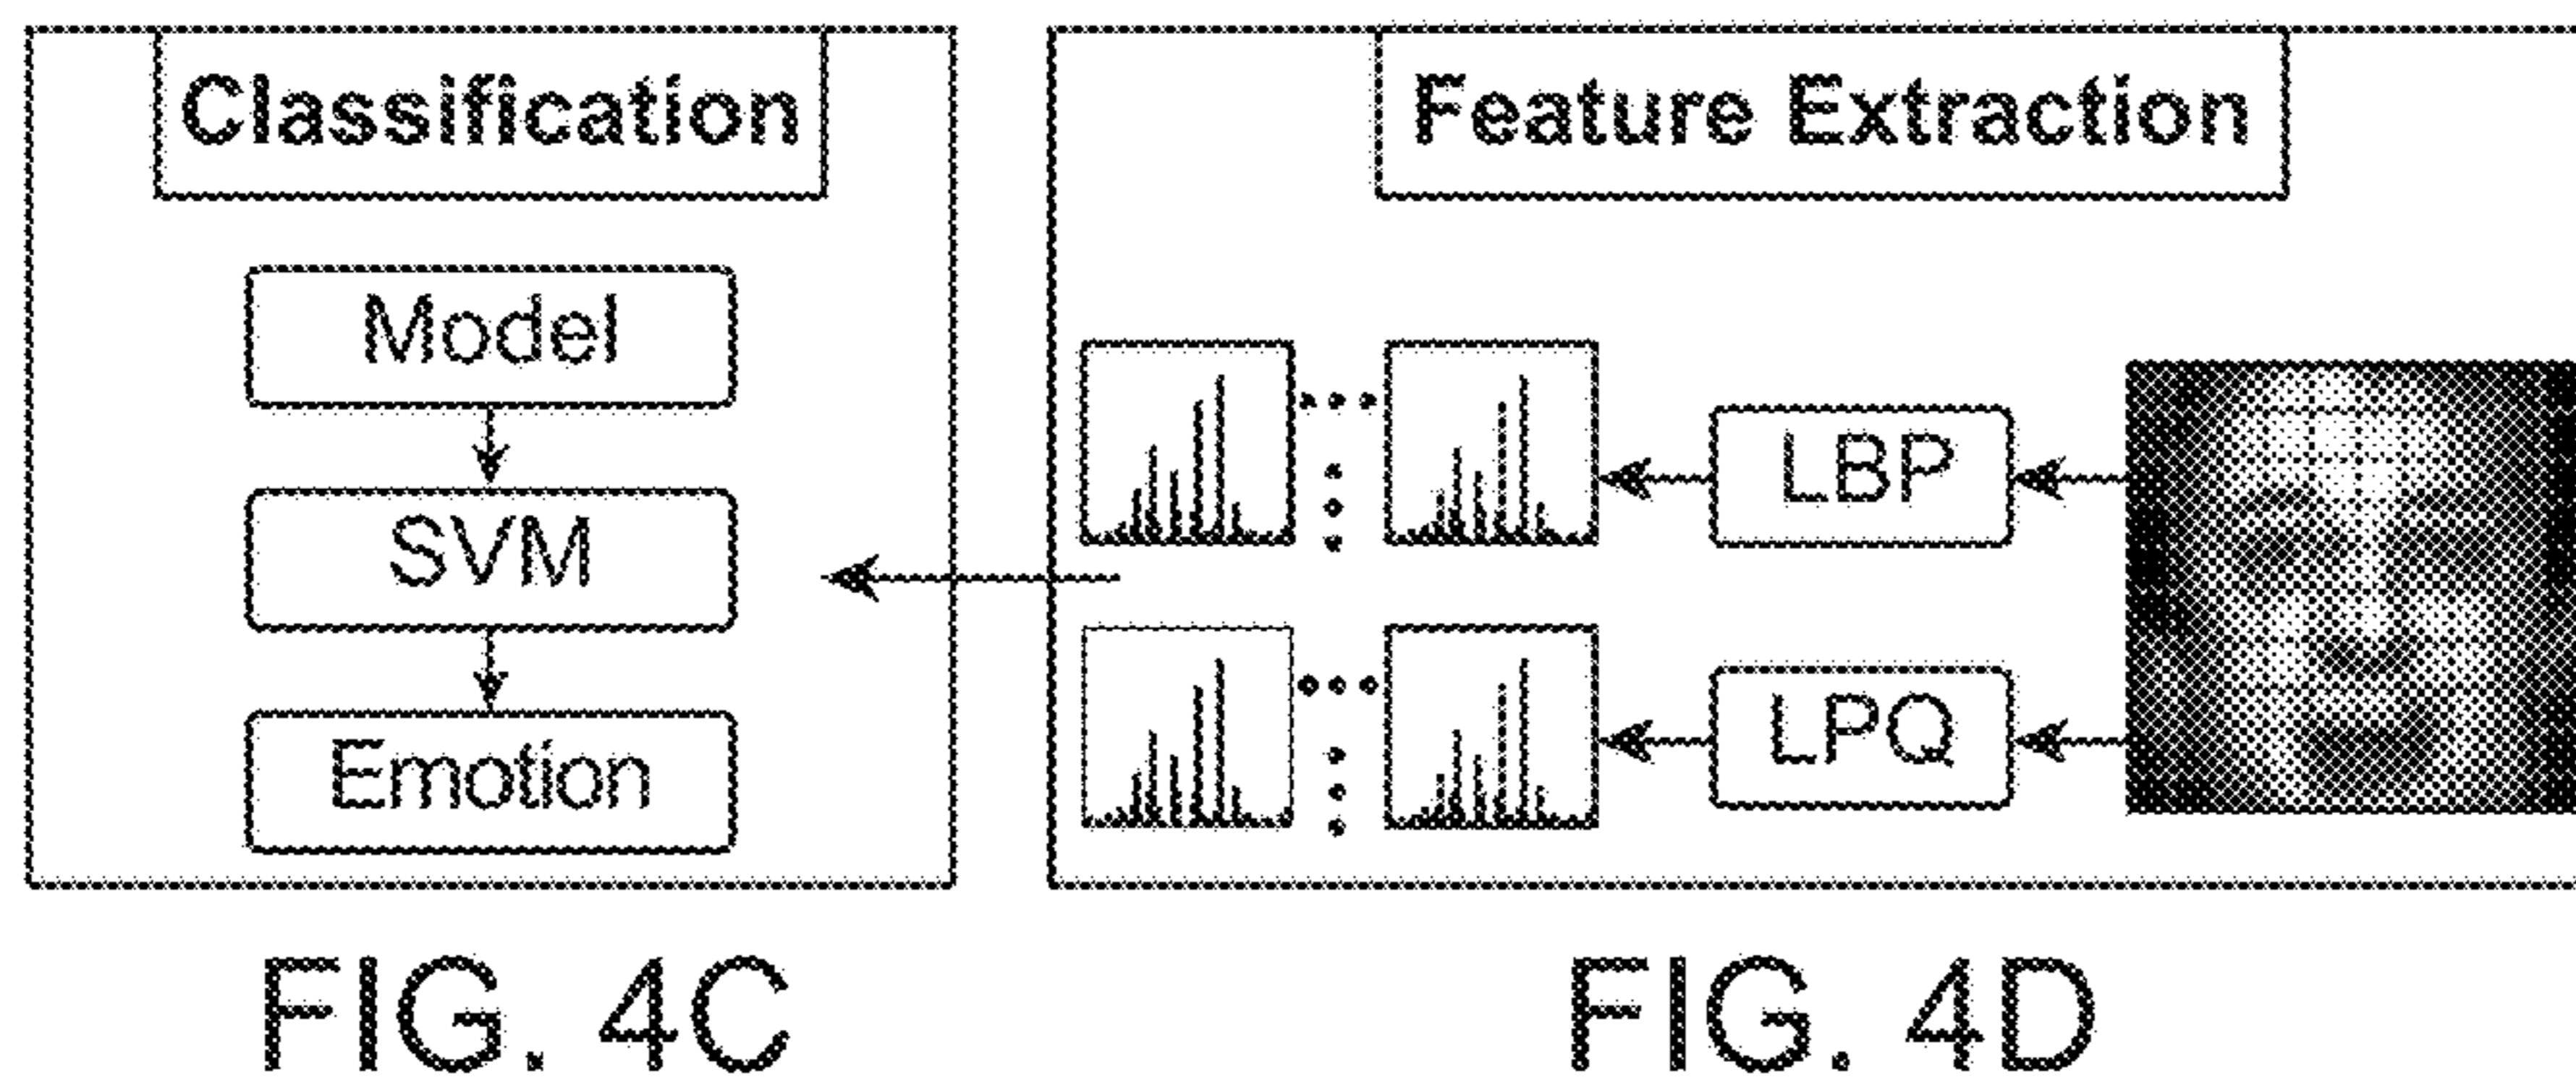 Classification
Model
SVM
Emotion
FIG. 4C
Feature Extraction
LBP
LPQ
FIG. 4D